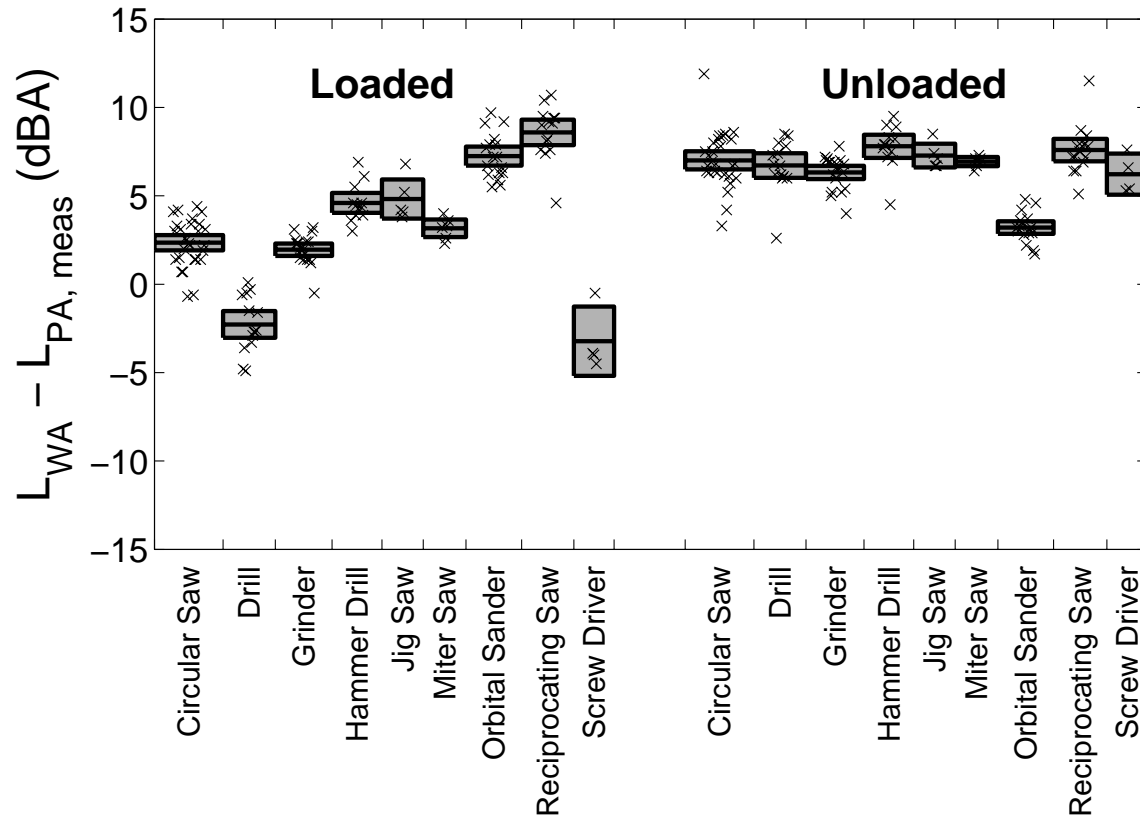 15
10
5
0
−5
−10
−15
L_WA − L_PA, meas (dBA)
Loaded
Unloaded
Circular Saw
Drill
Grinder
Hammer Drill
Jig Saw
Miter Saw
Orbital Sander
Reciprocating Saw
Screw Driver
Circular Saw
Drill
Grinder
Hammer Drill
Jig Saw
Miter Saw
Orbital Sander
Reciprocating Saw
Screw Driver